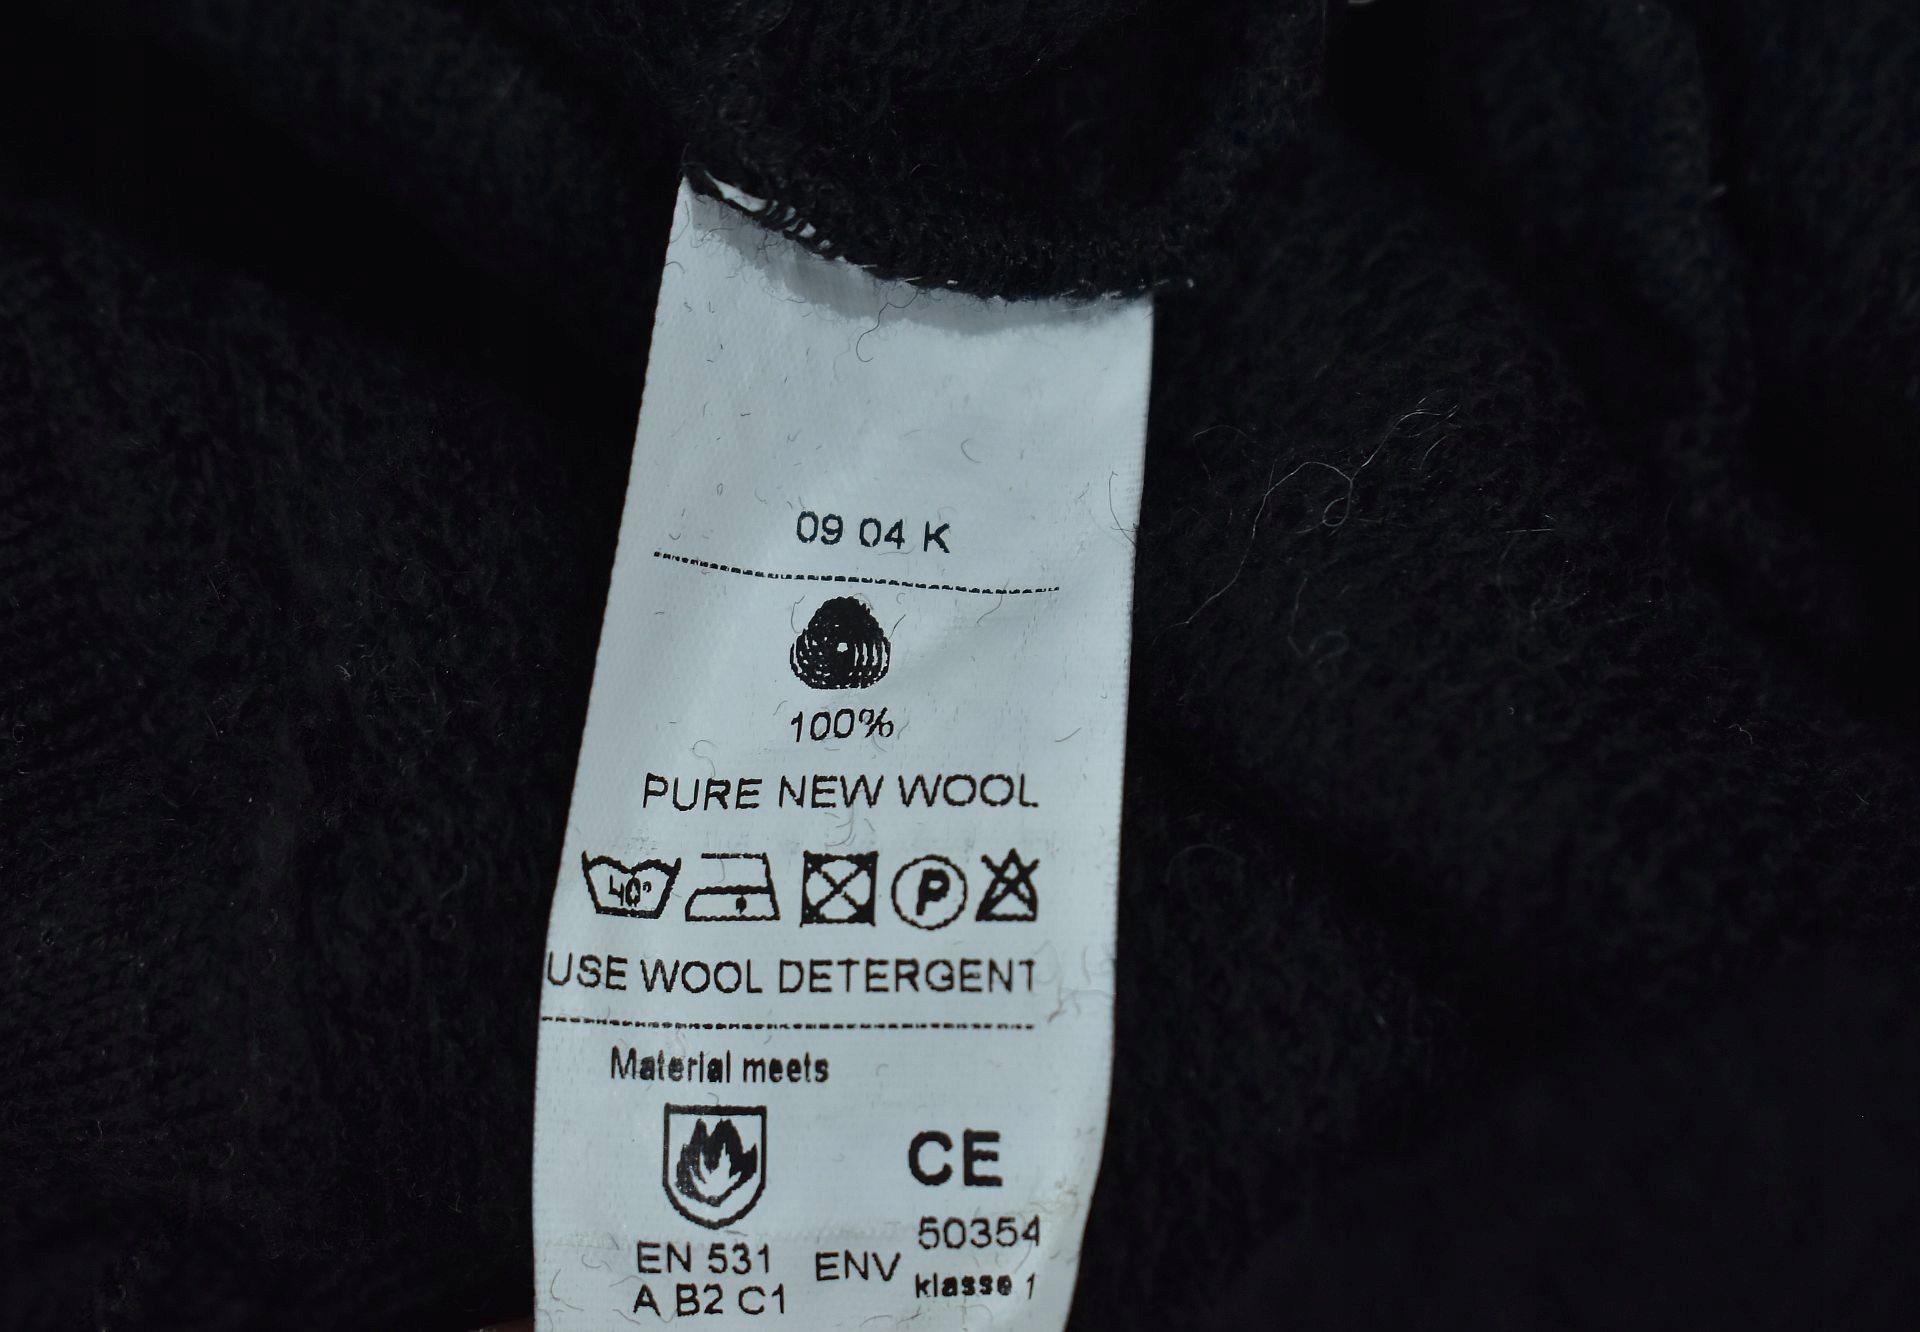 09 04 K
100%
PURE NEW WOOL
40° P
USE WOOL DETERGENT
Material meets
CE
EN 531 ENV 50354
A B2 C1 klasse 1